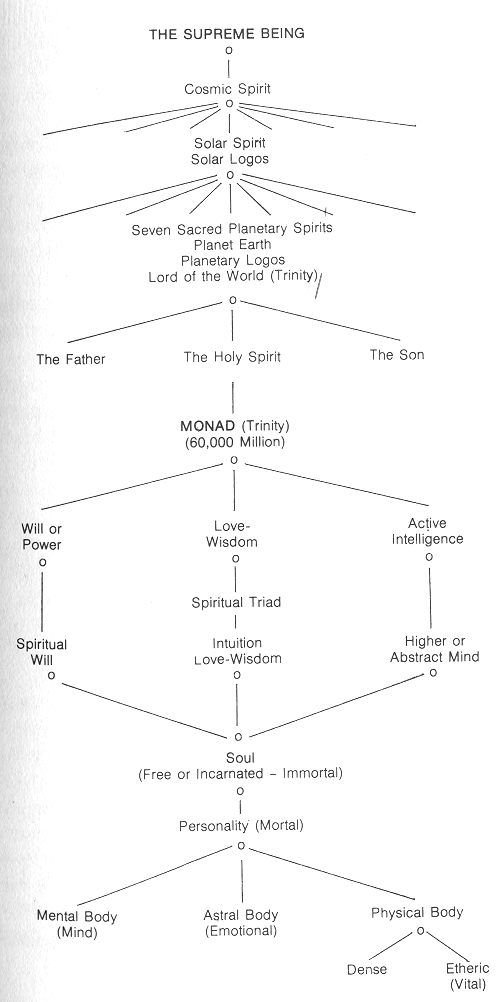 THE SUPREME BEING
Cosmic Spirit
Solar Spirit
Solar Logos
Seven Sacred Planetary Spirits
Planet Earth
Planetary Logos
Lord of the World (Trinity)
The Father
The Holy Spirit
The Son
MONAD (Trinity)
(60,000 Million)
Will or
Power
Love-
Wisdom
Active
Intelligence
Spiritual Triad
Spiritual
Will
Intuition
Love-Wisdom
Higher or
Abstract Mind
Soul
(Free or Incarnated – Immortal)
Personality (Mortal)
Mental Body
(Mind)
Astral Body
(Emotional)
Physical Body
Dense
Etheric
(Vital)